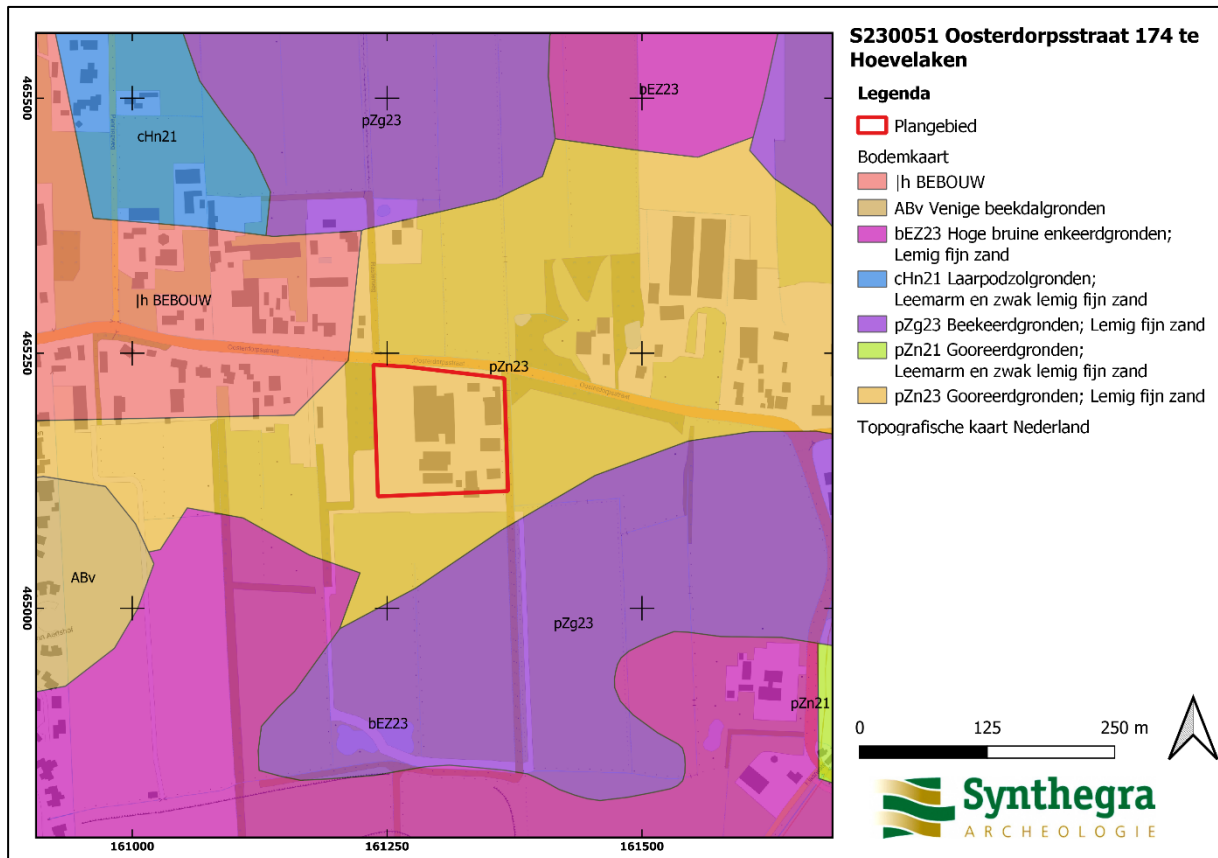 S230051 Oosterdorpsstraat 174 te
Hoevelaken
Legenda
Plangebied
Bodemkaart
|h BEBOUW
ABv Venige beekdalgronden
bEZ23 Hoge bruine enkeerdgronden;
Lemig fijn zand
cHn21 Laarpodzolgronden;
Leemarm en zwak lemig fijn zand
pZg23 Beekeerdgronden; Lemig fijn zand
pZn21 Gooreerdgronden;
Leemarm en zwak lemig fijn zand
pZn23 Gooreerdgronden; Lemig fijn zand
Topografische kaart Nederland
0 125 250 m
Synthegra
ARCHEOLOGIE
465500
465250
465000
161000
161250
161500
cHn21
pZg23
bEZ23
|h BEBOUW
Oosterdorpsstraat
pZn23
Oosterdorpsstraat
ABv
pZg23
bEZ23
pZn21